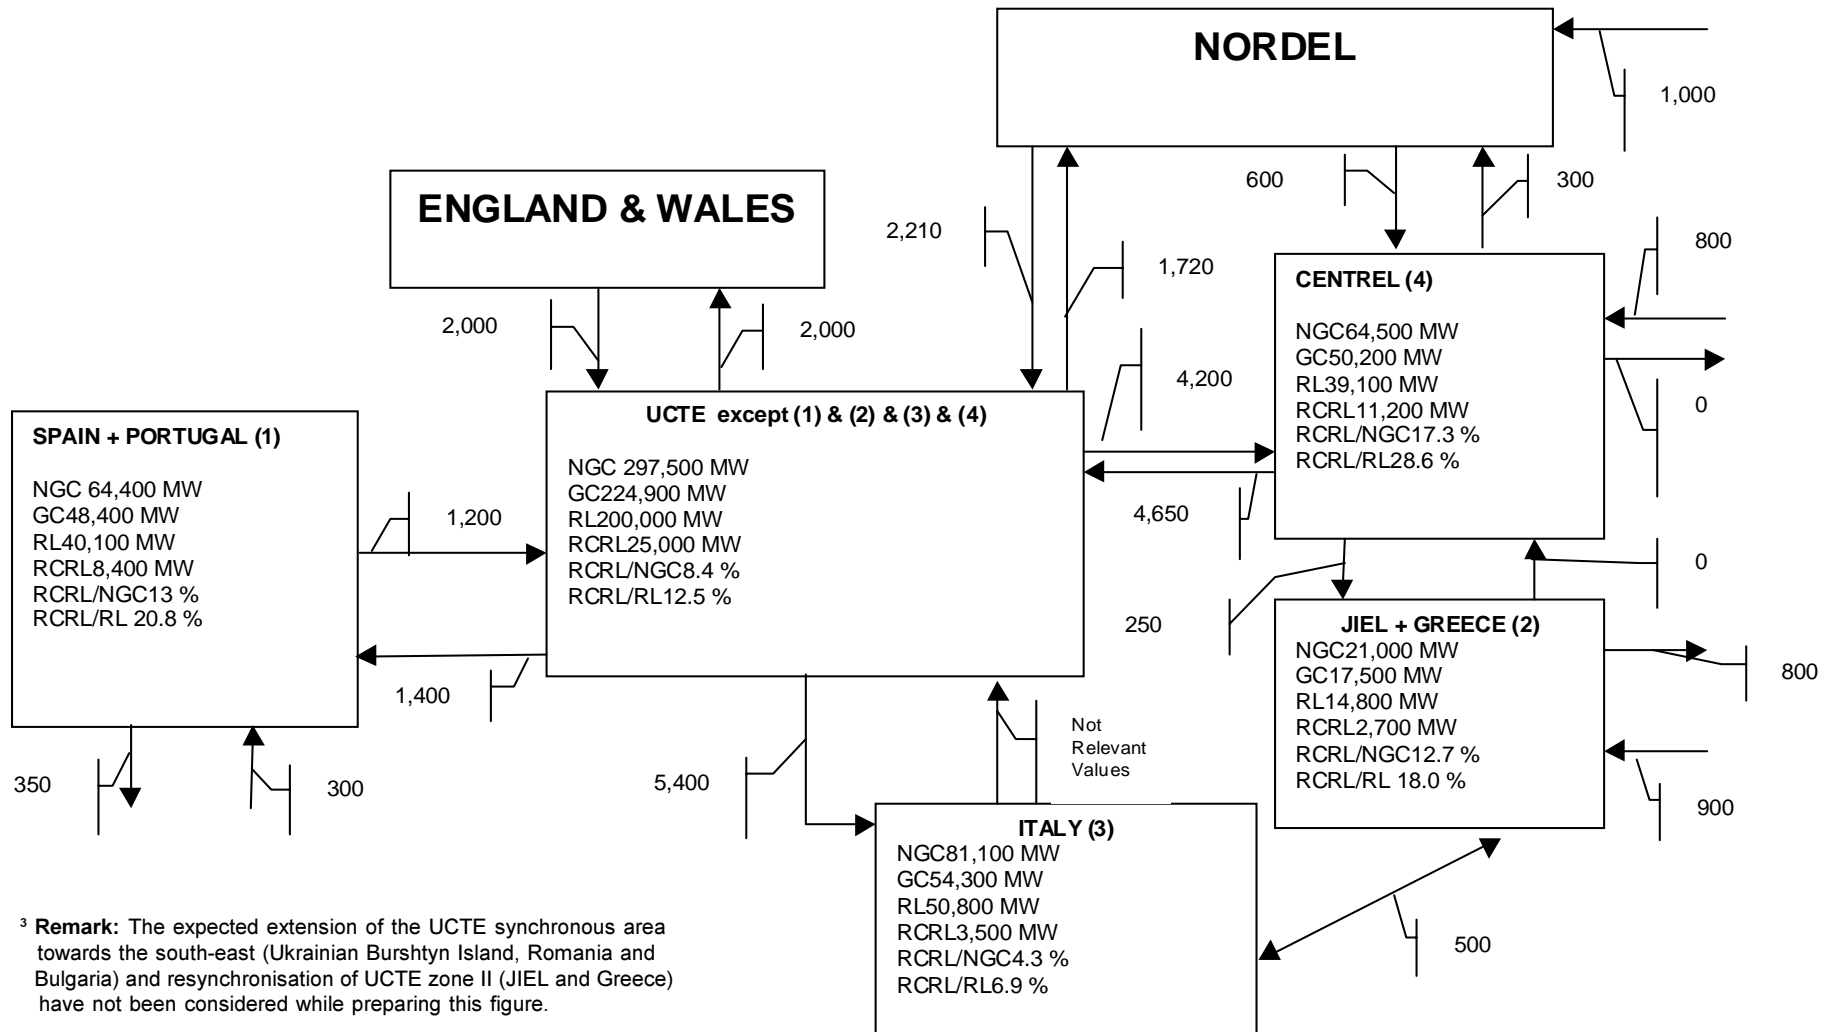 NORDEL
1,000
ENGLAND & WALES
600
300
2,210
1,720
800
2,000
2,000
CENTREL (4)
NGC64,500 MW
GC50,200 MW
RL39,100 MW
RCRL11,200 MW
RCRL/NGC17.3 %
RCRL/RL28.6 %
4,200
0
SPAIN + PORTUGAL (1)
NGC 64,400 MW
GC48,400 MW
RL40,100 MW
RCRL8,400 MW
RCRL/NGC13 %
RCRL/RL 20.8 %
1,200
UCTE except (1) & (2) & (3) & (4)
NGC 297,500 MW
GC224,900 MW
RL200,000 MW
RCRL25,000 MW
RCRL/NGC8.4 %
RCRL/RL12.5 %
4,650
0
250
1,400
JIEL + GREECE (2)
NGC21,000 MW
GC17,500 MW
RL14,800 MW
RCRL2,700 MW
RCRL/NGC12.7 %
RCRL/RL 18.0 %
800
900
350
300
5,400
Not
Relevant
Values
ITALY (3)
NGC81,100 MW
GC54,300 MW
RL50,800 MW
RCRL3,500 MW
RCRL/NGC4.3 %
RCRL/RL6.9 %
500
³ Remark: The expected extension of the UCTE synchronous area
towards the south-east (Ukrainian Burshtyn Island, Romania and
Bulgaria) and resynchronisation of UCTE zone II (JIEL and Greece)
have not been considered while preparing this figure.